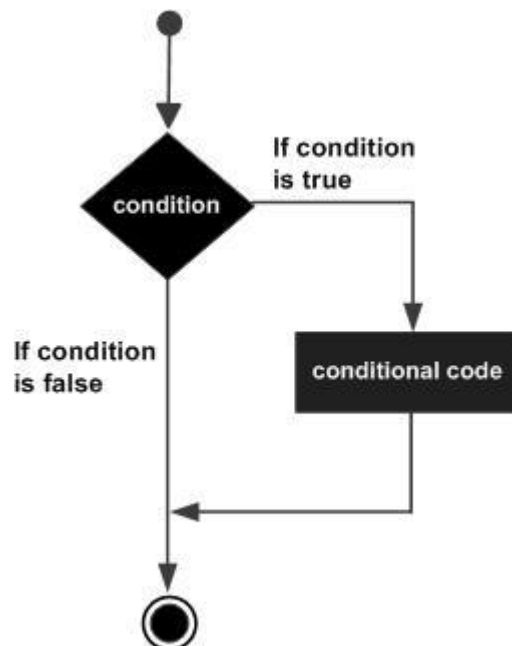 If condition
is true
condition
If condition
is false
conditional code